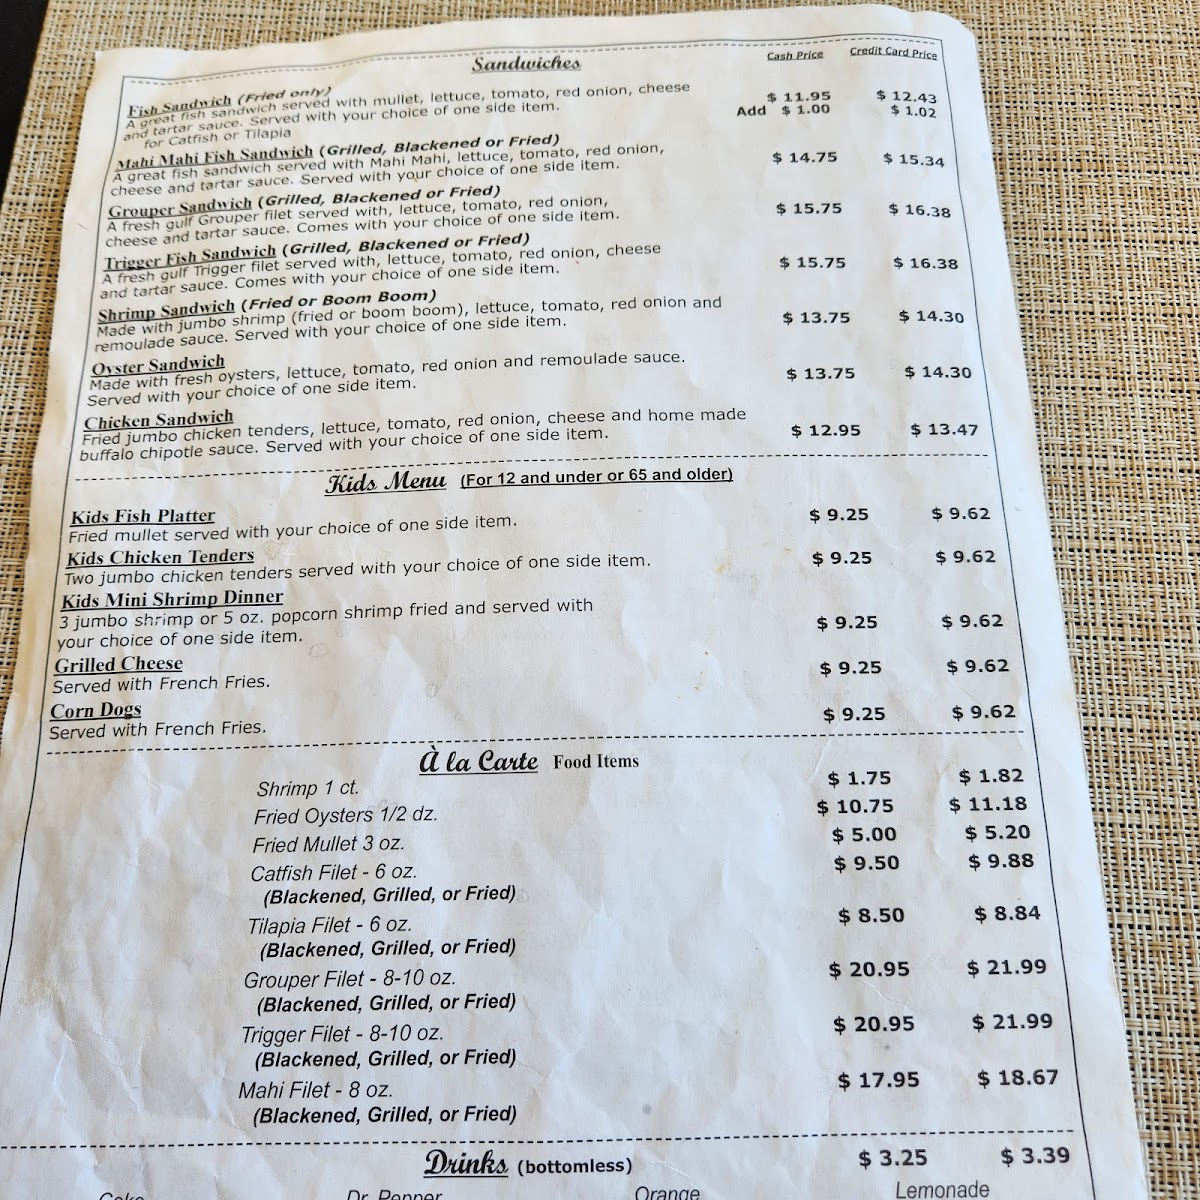 Sandwiches Cash Price Credit Card Price
Fish Sandwich (Fried only)
A great fish sandwich served with mullet, lettuce, tomato, red onion, cheese $ 11.95 $ 12.43
and tartar sauce. Served with your choice of one side item. Add $ 1.00 $ 1.02
for Catfish or Tilapia
Mahi Mahi Fish Sandwich (Grilled, Blackened or Fried)
A great fish sandwich served with Mahi Mahi, lettuce, tomato, red onion, $ 14.75 $ 15.34
cheese and tartar sauce. Served with your choice of one side item.
Grouper Sandwich (Grilled, Blackened or Fried)
A fresh gulf Grouper filet served with, lettuce, tomato, red onion, $ 15.75 $ 16.38
cheese and tartar sauce. Comes with your choice of one side item.
Trigger Fish Sandwich (Grilled, Blackened or Fried)
A fresh gulf Trigger filet served with, lettuce, tomato, red onion, cheese $ 15.75 $ 16.38
and tartar sauce. Comes with your choice of one side item.
Shrimp Sandwich (Fried or Boom Boom)
Made with jumbo shrimp (fried or boom boom), lettuce, tomato, red onion and $ 13.75 $ 14.30
remoulade sauce. Served with your choice of one side item.
Oyster Sandwich
Made with fresh oysters, lettuce, tomato, red onion and remoulade sauce. $ 13.75 $ 14.30
Served with your choice of one side item.
Chicken Sandwich
Fried jumbo chicken tenders, lettuce, tomato, red onion, cheese and home made $ 12.95 $ 13.47
buffalo chipotle sauce. Served with your choice of one side item.
Kids Menu (For 12 and under or 65 and older)
Kids Fish Platter $ 9.25 $ 9.62
Fried mullet served with your choice of one side item.
Kids Chicken Tenders $ 9.25 $ 9.62
Two jumbo chicken tenders served with your choice of one side item.
Kids Mini Shrimp Dinner
3 jumbo shrimp or 5 oz. popcorn shrimp fried and served with $ 9.25 $ 9.62
your choice of one side item.
Grilled Cheese $ 9.25 $ 9.62
Served with French Fries.
Corn Dogs $ 9.25 $ 9.62
Served with French Fries.
À la Carte Food Items
Shrimp 1 ct. $ 1.75 $ 1.82
Fried Oysters 1/2 dz. $ 10.75 $ 11.18
Fried Mullet 3 oz. $ 5.00 $ 5.20
Catfish Filet - 6 oz. $ 9.50 $ 9.88
(Blackened, Grilled, or Fried)
Tilapia Filet - 6 oz. $ 8.50 $ 8.84
(Blackened, Grilled, or Fried)
Grouper Filet - 8-10 oz. $ 20.95 $ 21.99
(Blackened, Grilled, or Fried)
Trigger Filet - 8-10 oz. $ 20.95 $ 21.99
(Blackened, Grilled, or Fried)
Mahi Filet - 8 oz. $ 17.95 $ 18.67
(Blackened, Grilled, or Fried)
Drinks (bottomless) $ 3.25 $ 3.39
Coke Dr. Pepper Orange Lemonade